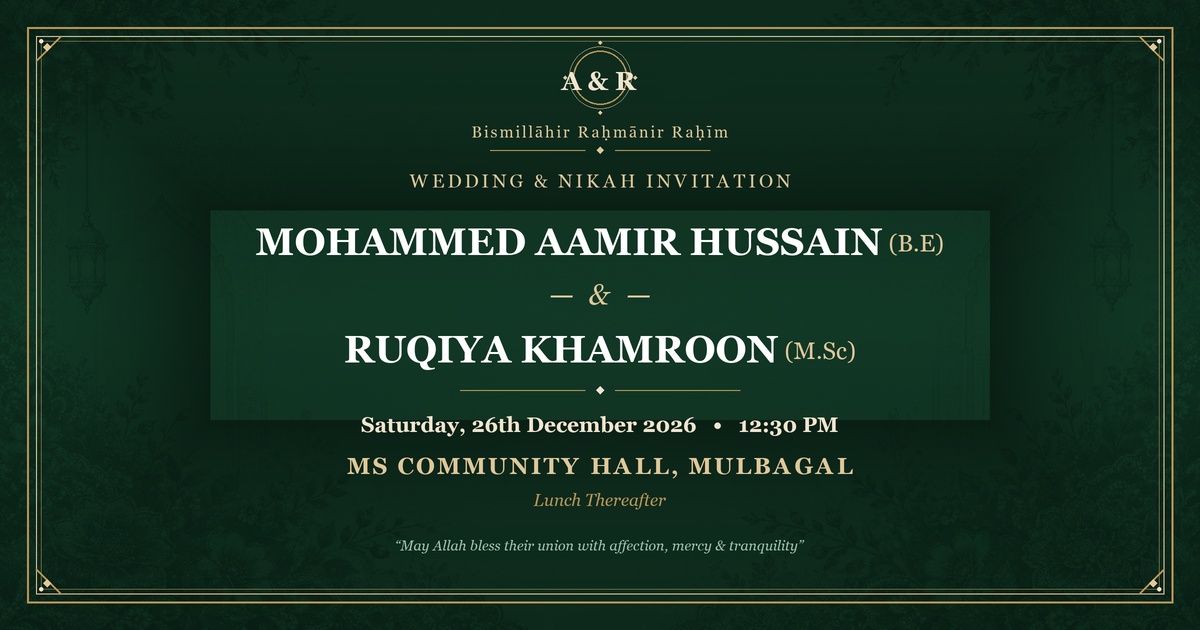 A & R
Bismillāhir Raḥmānir Raḥīm
WEDDING & NIKAH INVITATION
MOHAMMED AAMIR HUSSAIN (B.E)
— & —
RUQIYA KHAMROON (M.Sc)
Saturday, 26th December 2026 • 12:30 PM
MS COMMUNITY HALL, MULBAGAL
Lunch Thereafter
“May Allah bless their union with affection, mercy & tranquility”